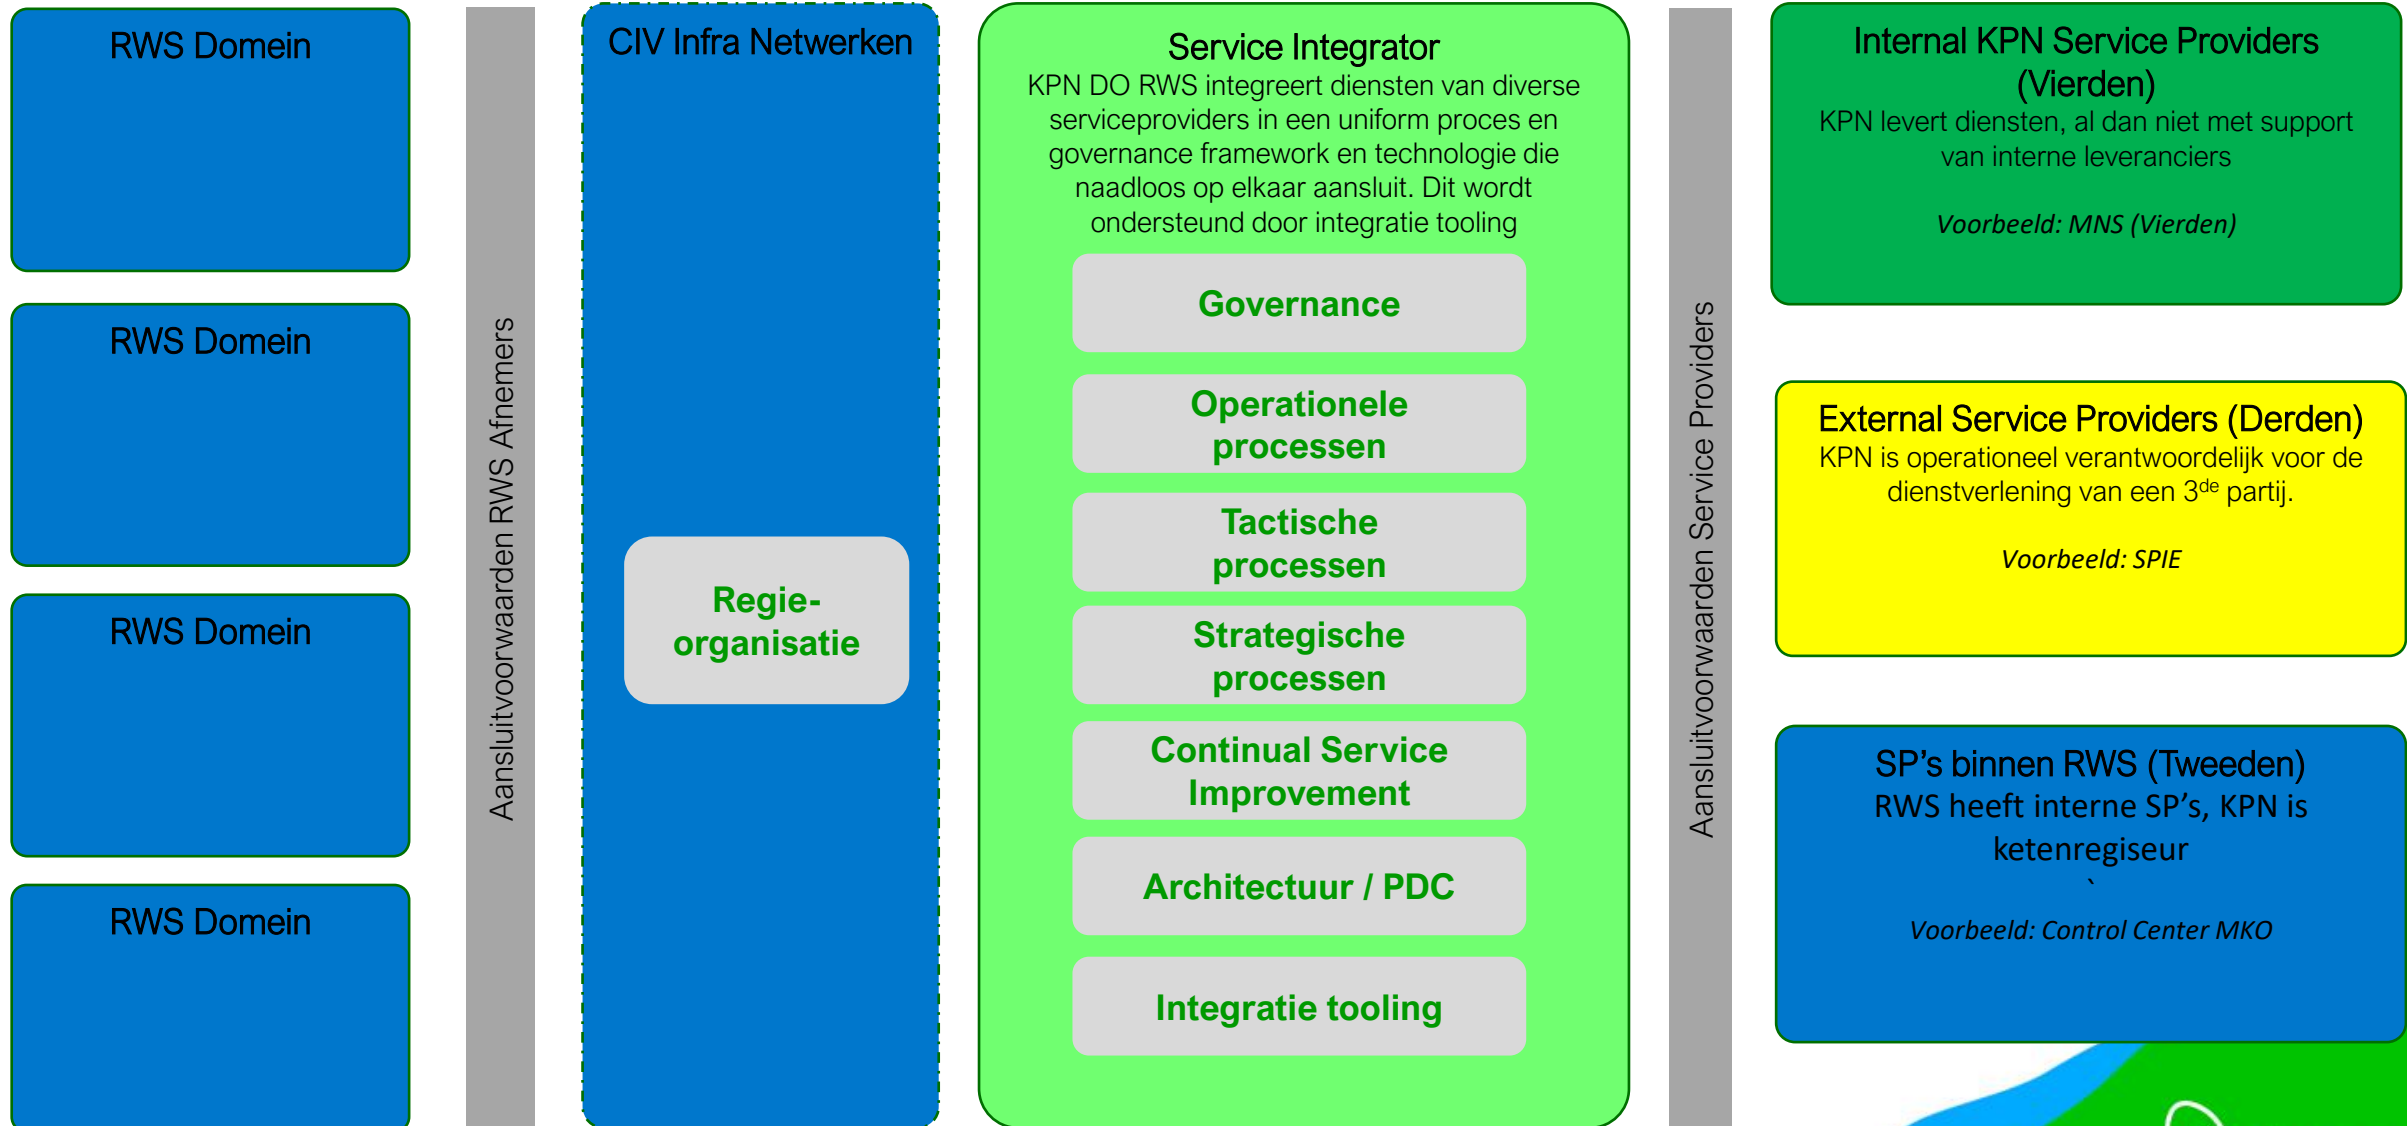 RWS Domein
RWS Domein
RWS Domein
RWS Domein
Aansluitvoorwaarden RWS Afnemers
CIV Infra Netwerken
Regie-
organisatie
Service Integrator
KPN DO RWS integreert diensten van diverse
serviceproviders in een uniform proces en
governance framework en technologie die
naadloos op elkaar aansluit. Dit wordt
ondersteund door integratie tooling
Governance
Operationele
processen
Tactische
processen
Strategische
processen
Continual Service
Improvement
Architectuur / PDC
Integratie tooling
Aansluitvoorwaarden Service Providers
Internal KPN Service Providers
(Vierden)
KPN levert diensten, al dan niet met support
van interne leveranciers
Voorbeeld: MNS (Vierden)
External Service Providers (Derden)
KPN is operationeel verantwoordelijk voor de
dienstverlening van een 3de partij.
Voorbeeld: SPIE
SP's binnen RWS (Tweeden)
RWS heeft interne SP's, KPN is
ketenregiseur
`
Voorbeeld: Control Center MKO